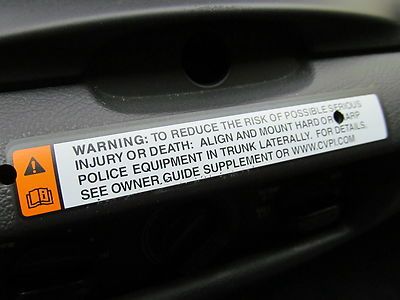 WARNING: TO REDUCE THE RISK OF POSSIBLE SERIOUS
INJURY OR DEATH: ALIGN AND MOUNT HARD OR
POLICE EQUIPMENT IN TRUNK LATERALLY. FOR DETAILS,
SEE OWNER GUIDE SUPPLEMENT OR WWW.CVPI.COM